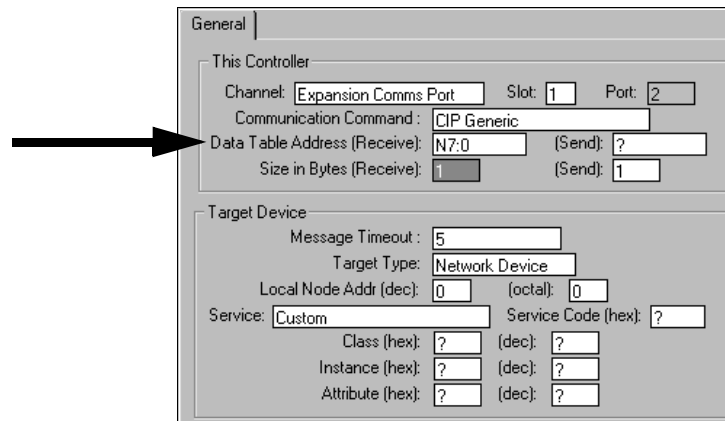 General
This Controller
Channel: Expansion Comms Port Slot: 1 Port: 2
Communication Command : CIP Generic
Data Table Address (Receive): N7:0 (Send): ?
Size in Bytes (Receive): 1 (Send): 1
Target Device
Message Timeout : 5
Target Type: Network Device
Local Node Addr (dec): 0 (octal): 0
Service: Custom Service Code (hex): ?
Class (hex): ? (dec): ?
Instance (hex): ? (dec): ?
Attribute (hex): ? (dec): ?